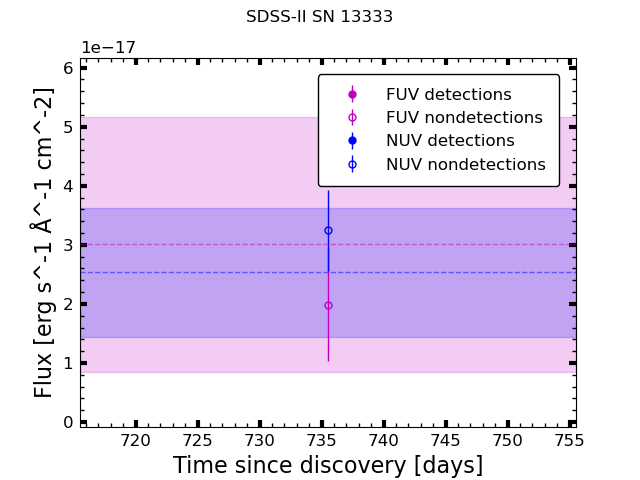 SDSS-II SN 13333
1e−17
6
5
4
3
2
1
0
FUV detections
FUV nondetections
NUV detections
NUV nondetections
Flux [erg s^-1 Å^-1 cm^-2]
720 725 730 735 740 745 750 755
Time since discovery [days]